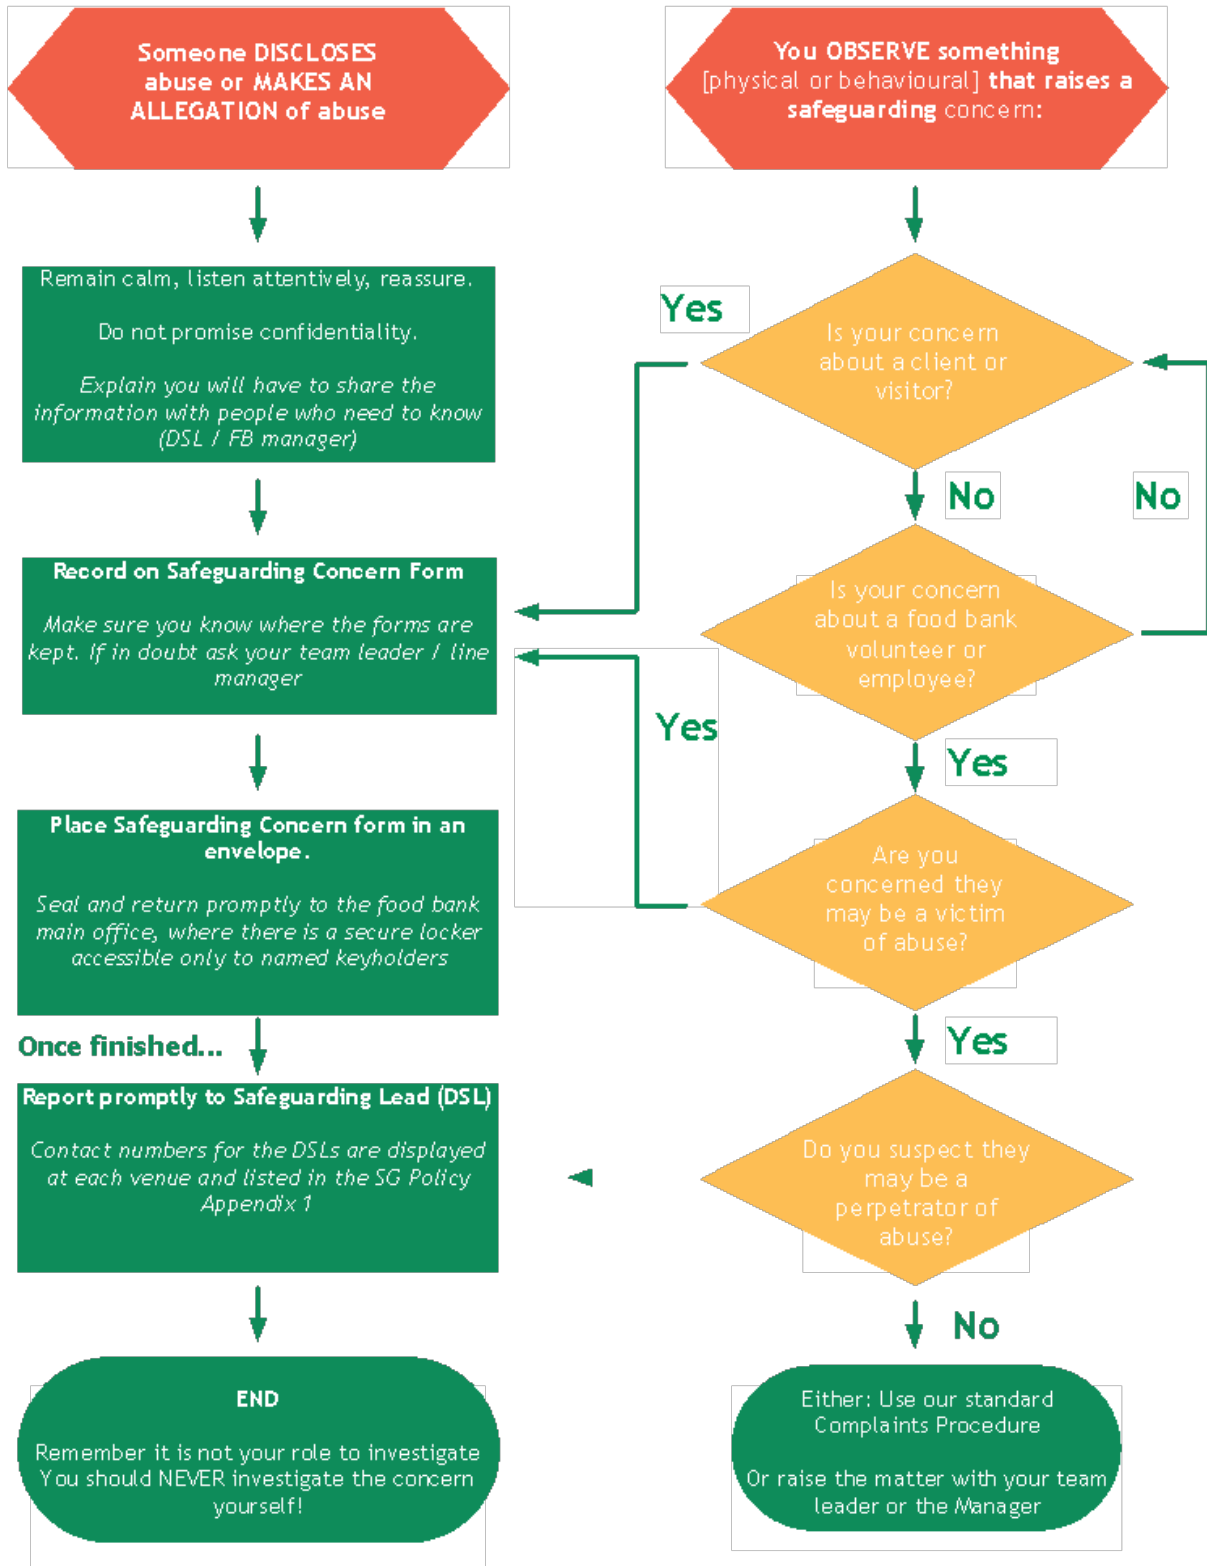 Someone DISCLOSES
abuse or MAKES AN
ALLEGATION of abuse
Remain calm, listen attentively, reassure.
Do not promise confidentiality.
Explain you will have to share the
information with people who need to know
(DSL / FB manager)
Record on Safeguarding Concern Form
Make sure you know where the forms are
kept. If in doubt ask your team leader / line
manager
Place Safeguarding Concern form in an
envelope.
Seal and return promptly to the food bank
main office, where there is a secure locker
accessible only to named keyholders
Once finished...
Report promptly to Safeguarding Lead (DSL)
Contact numbers for the DSLs are displayed
at each venue and listed in the SG Policy
Appendix 1
END
Remember it is not your role to investigate
You should NEVER investigate the concern
yourself!
You OBSERVE something
[physical or behavioural] that raises a
safeguarding concern:
Yes
Is your concern
about a client or
visitor?
No
No
Is your concern
about a food bank
volunteer or
employee?
Yes
Yes
Are you
concerned they
may be a victim
of abuse?
Yes
Do you suspect they
may be a
perpetrator of
abuse?
No
Either: Use our standard
Complaints Procedure
Or raise the matter with your team
leader or the Manager